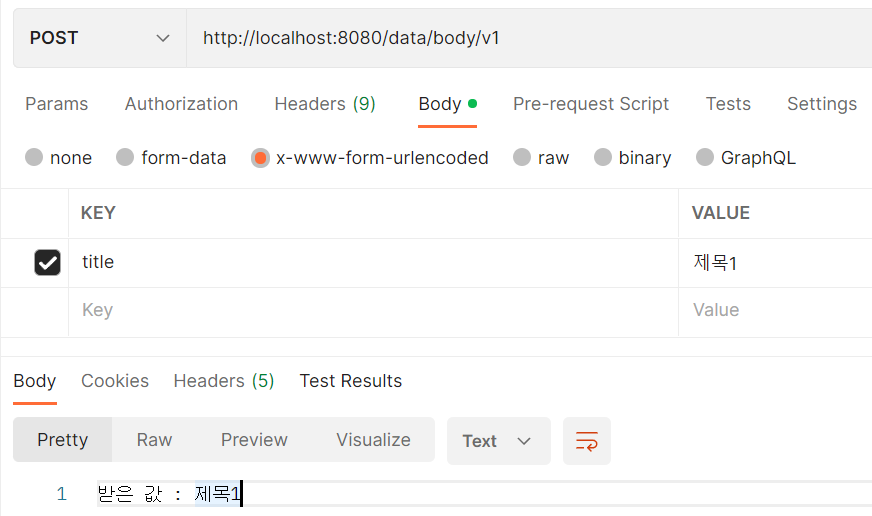 POST http://localhost:8080/data/body/v1
Params Authorization Headers (9) Body Pre-request Script Tests Settings
none form-data x-www-form-urlencoded raw binary GraphQL
KEY VALUE
title 제목1
Key Value
Body Cookies Headers (5) Test Results
Pretty Raw Preview Visualize Text
1 받은 값 : 제목1